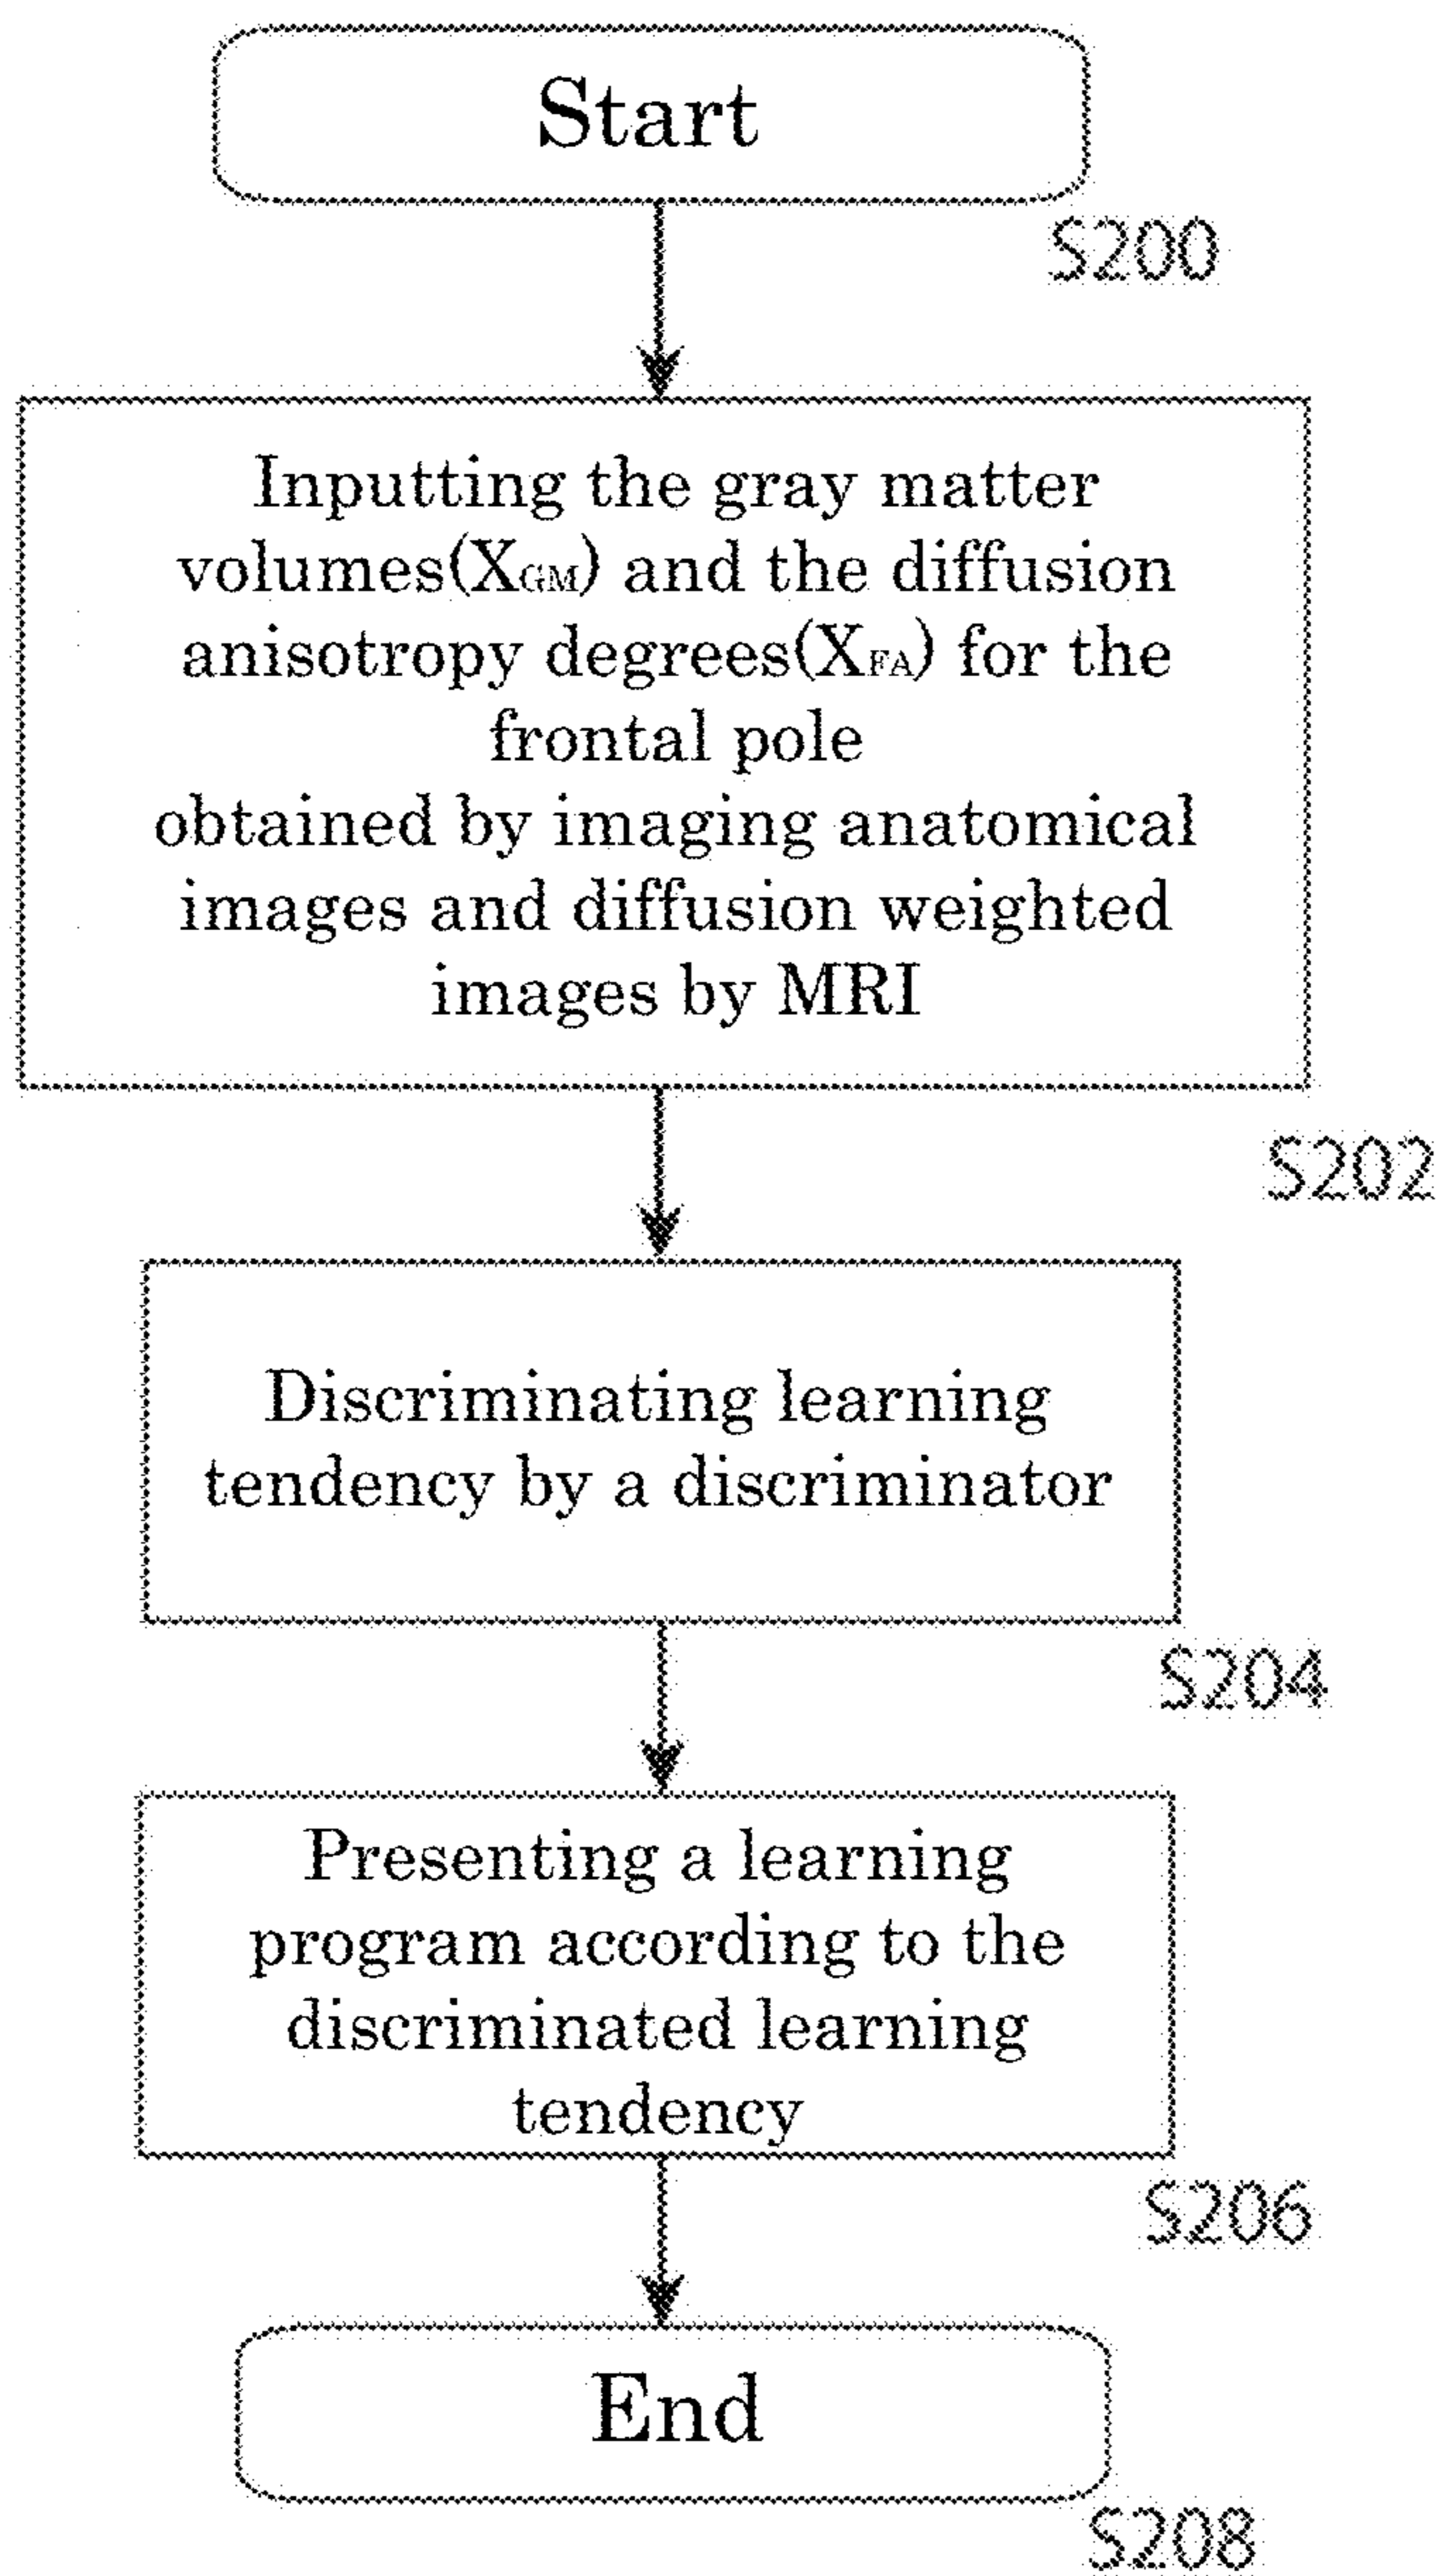 Start
S200
Inputting the gray matter
volumes(XGM) and the diffusion
anisotropy degrees(XFA) for the
frontal pole
obtained by imaging anatomical
images and diffusion weighted
images by MRI
S202
Discriminating learning
tendency by a discriminator
S204
Presenting a learning
program according to the
discriminated learning
tendency
S206
End
S208